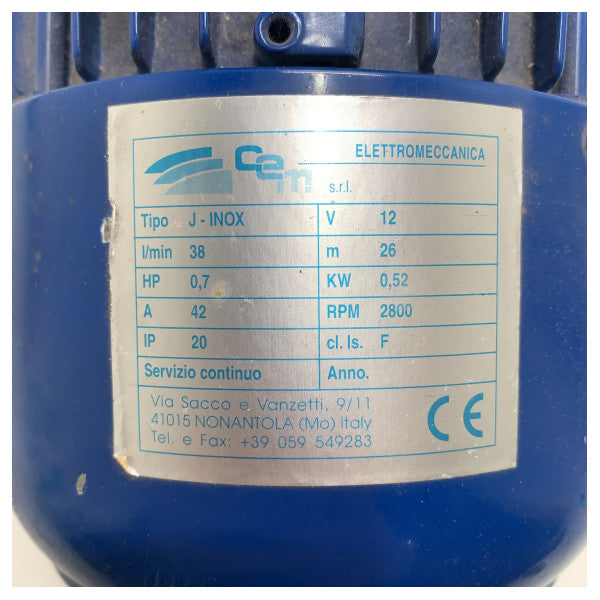 cem ELETTROMECCANICA
s.r.l.
Tipo J - INOX V 12
l/min 38 m 26
HP 0,7 KW 0,52
A 42 RPM 2800
IP 20 cl. Is. F
Servizio continuo Anno.
Via Sacco e Vanzetti, 9/11
41015 NONANTOLA (Mo) Italy
Tel. e Fax: +39 059 549283
CE